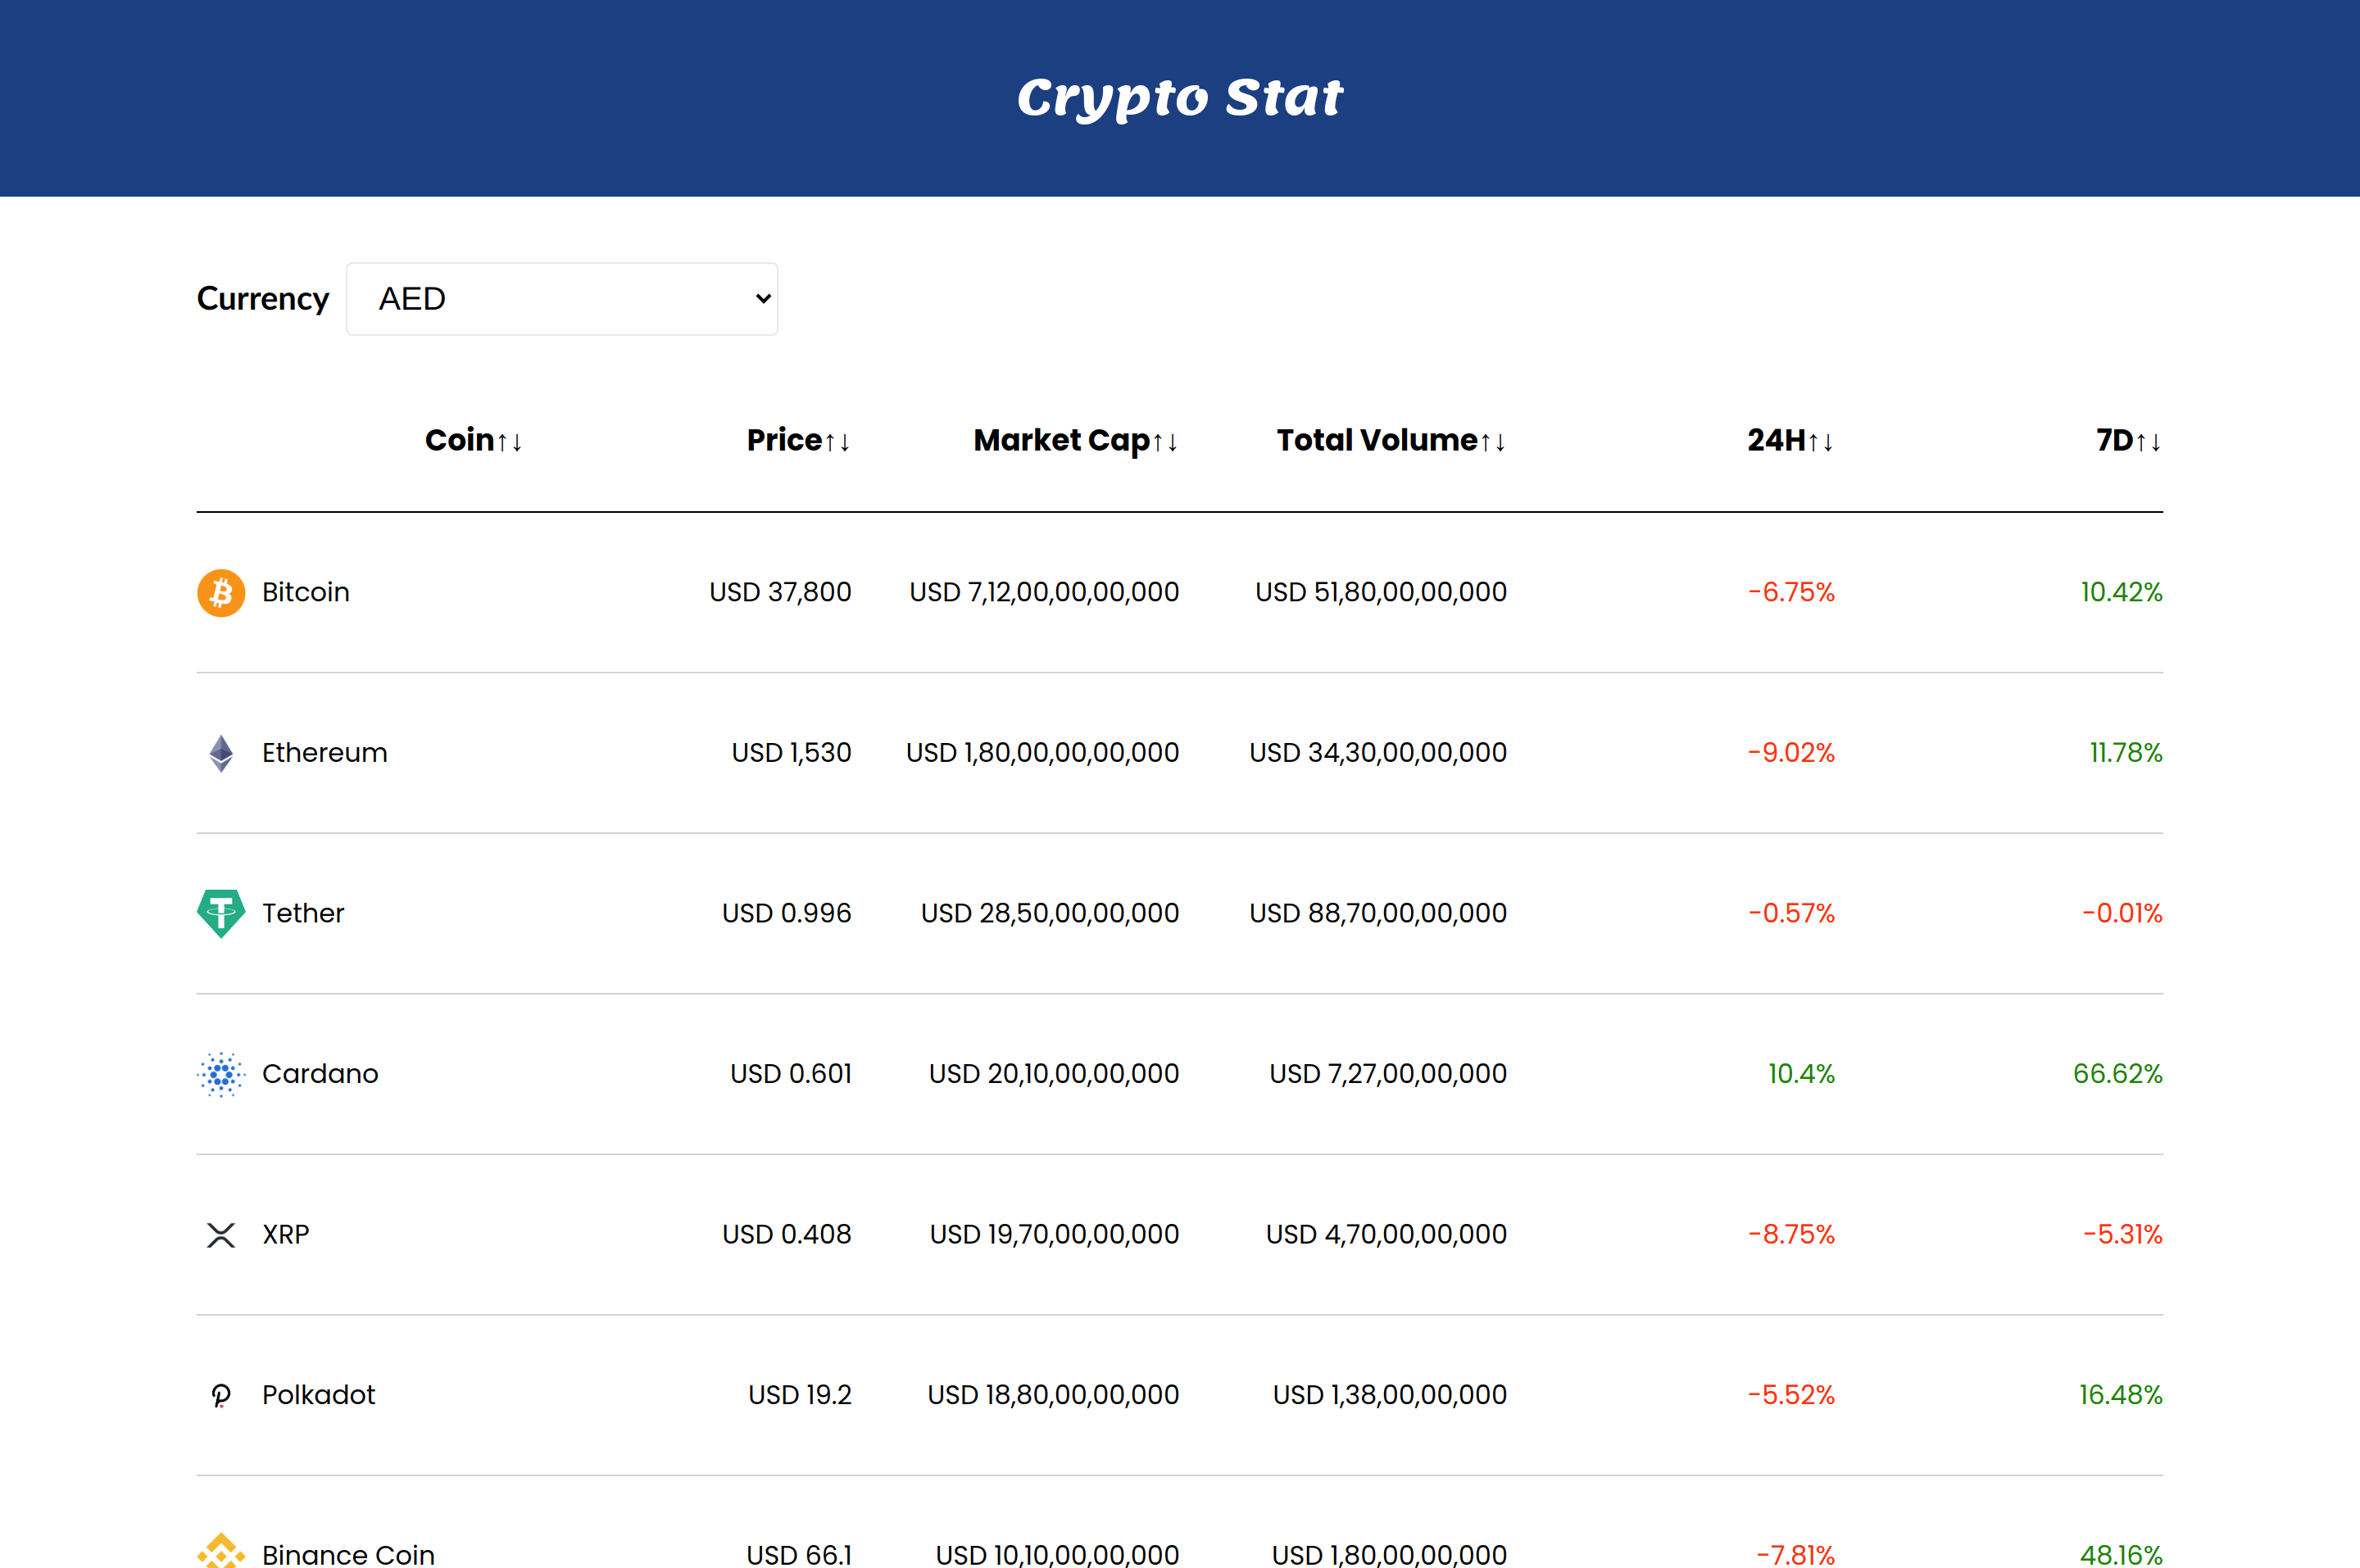 Crypto Stat
Currency AED
Coin↑↓ Price↑↓ Market Cap↑↓ Total Volume↑↓ 24H↑↓ 7D↑↓
Bitcoin USD 37,800 USD 7,12,00,00,00,000 USD 51,80,00,00,000 -6.75% 10.42%
Ethereum USD 1,530 USD 1,80,00,00,00,000 USD 34,30,00,00,000 -9.02% 11.78%
Tether USD 0.996 USD 28,50,00,00,000 USD 88,70,00,00,000 -0.57% -0.01%
Cardano USD 0.601 USD 20,10,00,00,000 USD 7,27,00,00,000 10.4% 66.62%
XRP USD 0.408 USD 19,70,00,00,000 USD 4,70,00,00,000 -8.75% -5.31%
Polkadot USD 19.2 USD 18,80,00,00,000 USD 1,38,00,00,000 -5.52% 16.48%
Binance Coin USD 66.1 USD 10,10,00,00,000 USD 1,80,00,00,000 -7.81% 48.16%